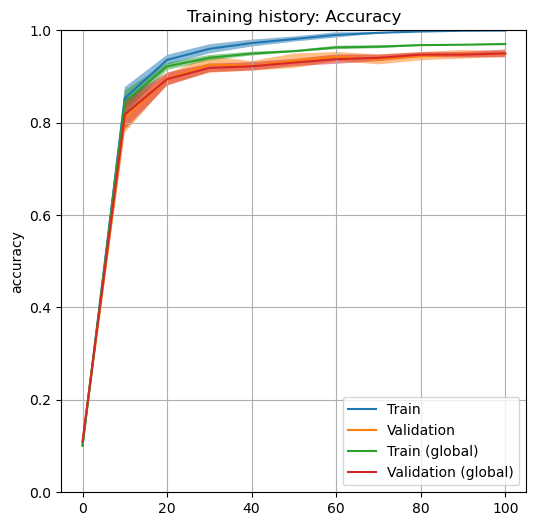 Training history: Accuracy
1.0
0.8
0.6
0.4
0.2
0.0
accuracy
Train
Validation
Train (global)
Validation (global)
0 20 40 60 80 100